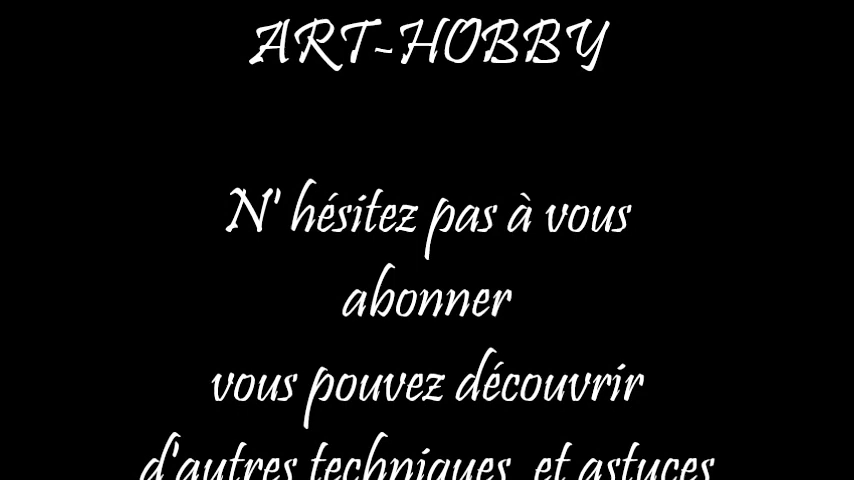 ART-HOBBY
N' hésitez pas à vous
abonner
vous pouvez découvrir
d'autres techniques et astuces